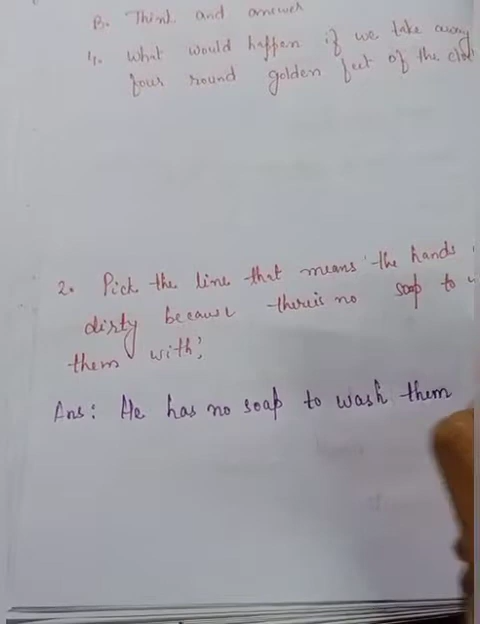 B. Think and answer
1. What would happen if we take away
four round golden feet of the clo
2. Pick the line that means 'the hands
dirty because thereis no soap to
them with'.
Ans: He has no soap to wash them